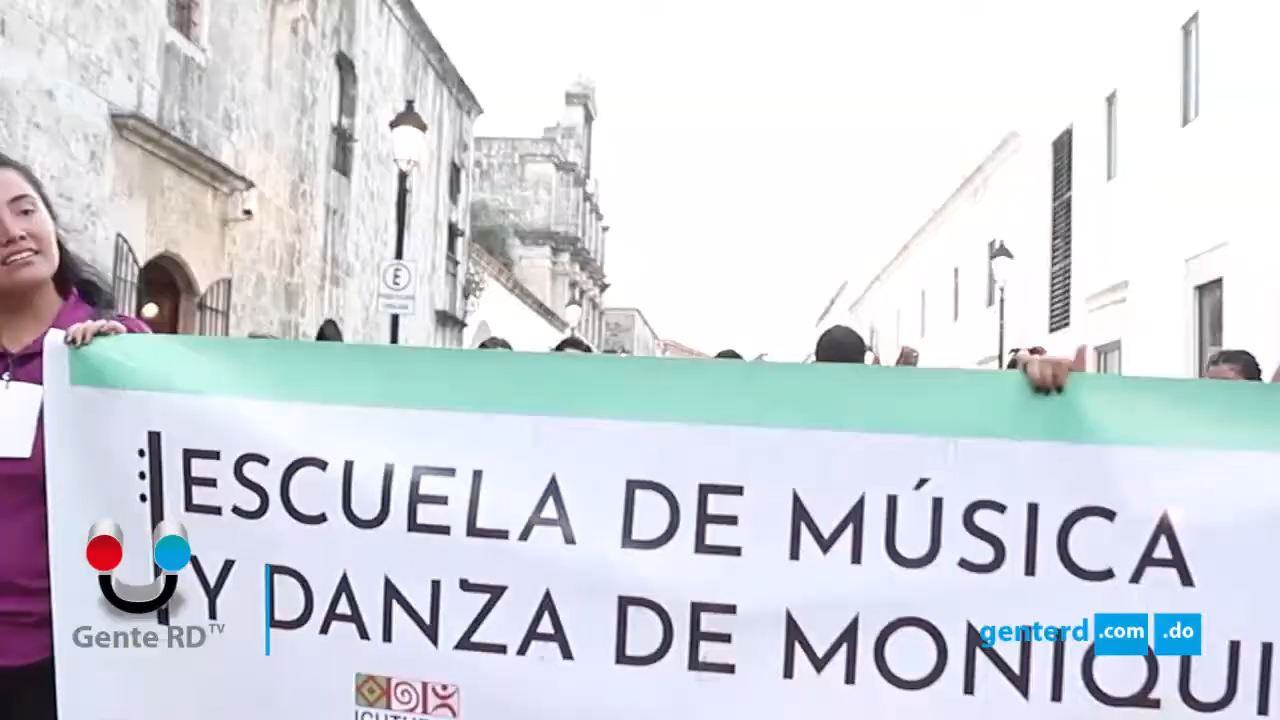 E
ESCUELA DE MÚSICA
Y DANZA DE MONIQUI
Gente RD TV
genterd .com .do